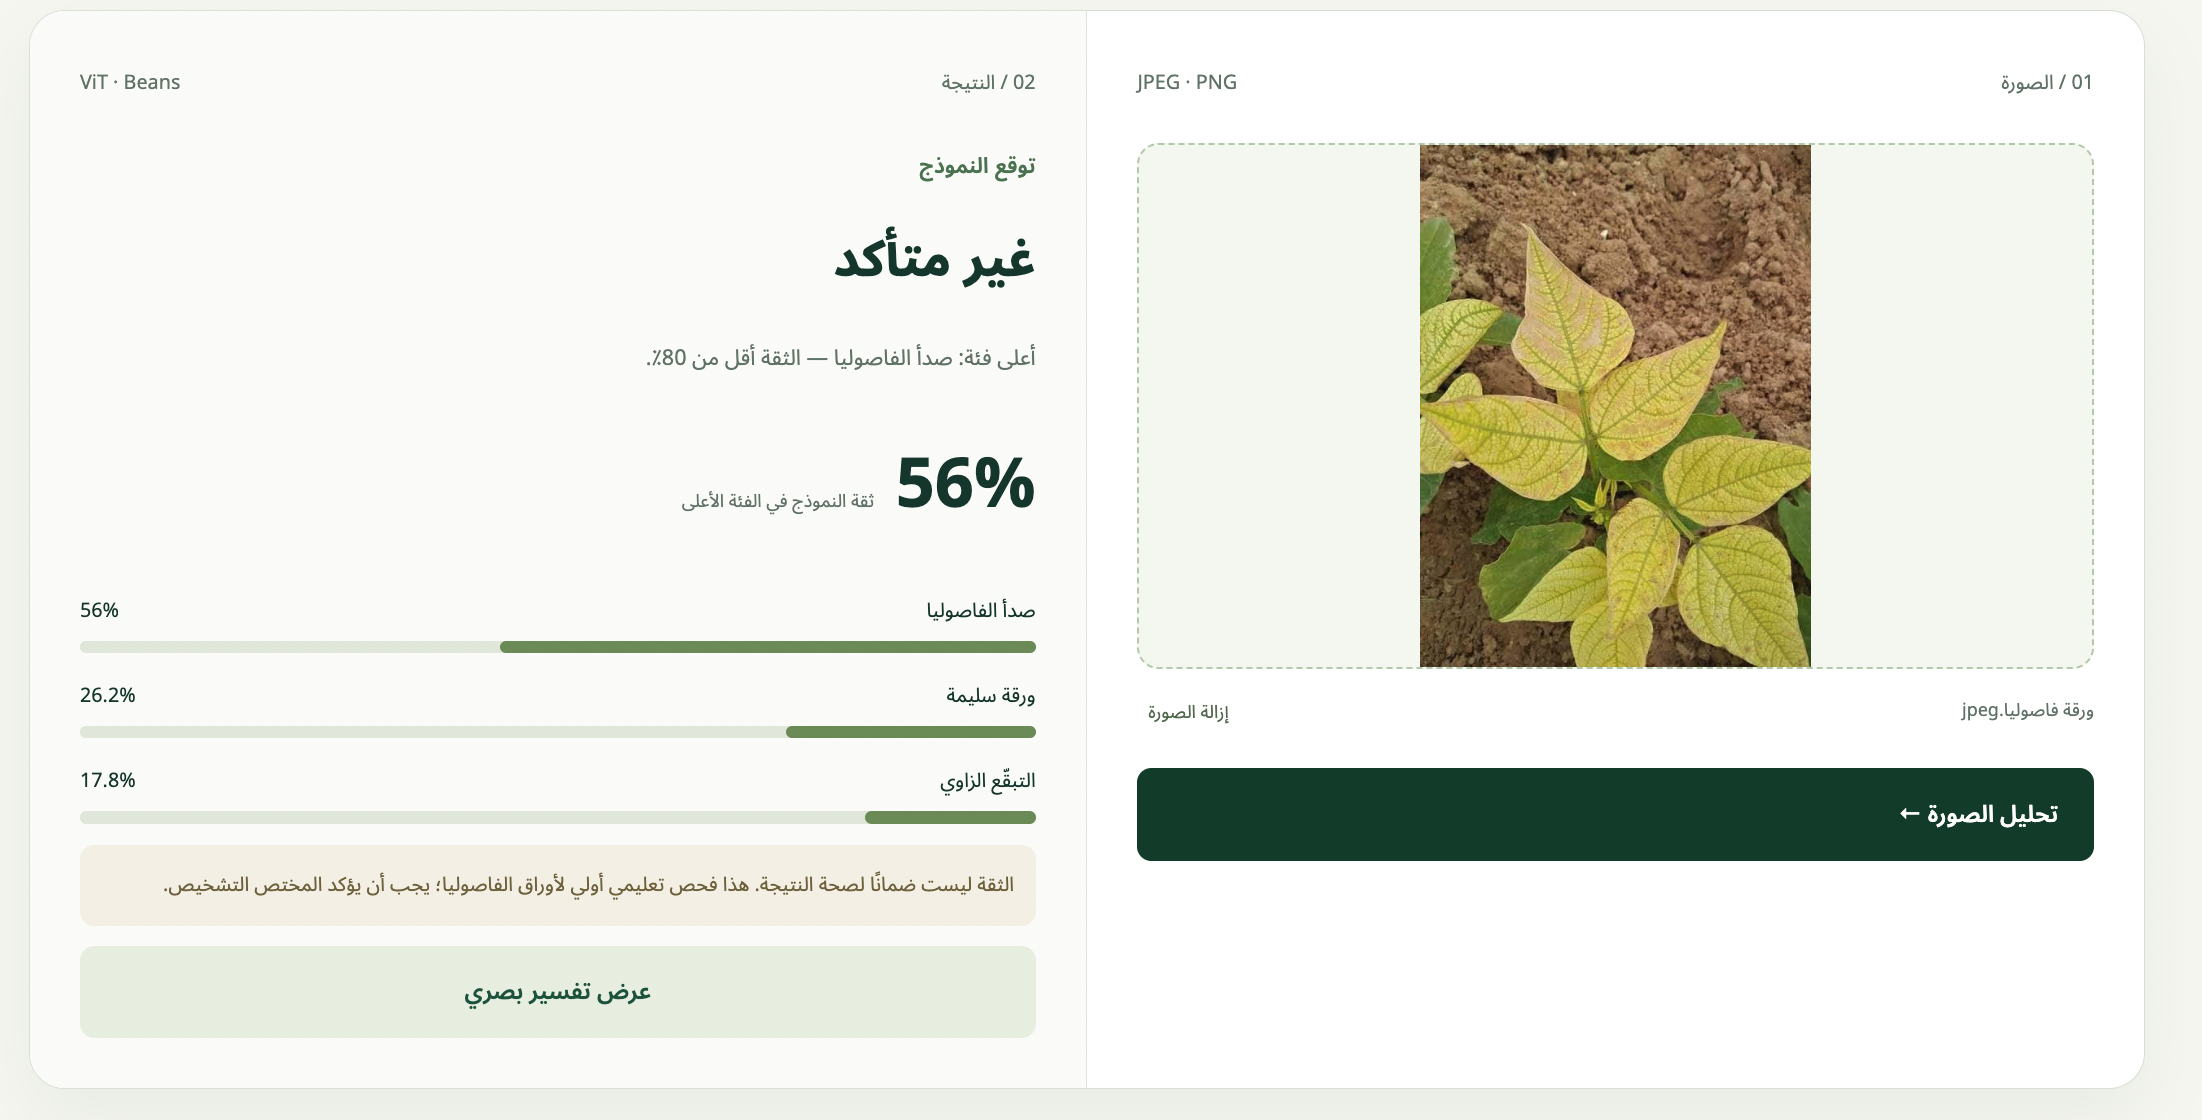 01 / الصورة
JPEG · PNG
ورقة فاصوليا.jpeg
إزالة الصورة
تحليل الصورة ←
02 / النتيجة
ViT · Beans
توقع النموذج
غير متأكد
أعلى فئة: صدأ الفاصوليا — الثقة أقل من 80٪.
56%
ثقة النموذج في الفئة الأعلى
صدأ الفاصوليا
56%
ورقة سليمة
26.2%
التبقّع الزاوي
17.8%
الثقة ليست ضمانًا لصحة النتيجة. هذا فحص تعليمي أولي لأوراق الفاصوليا؛ يجب أن يؤكد المختص التشخيص.
عرض تفسير بصري